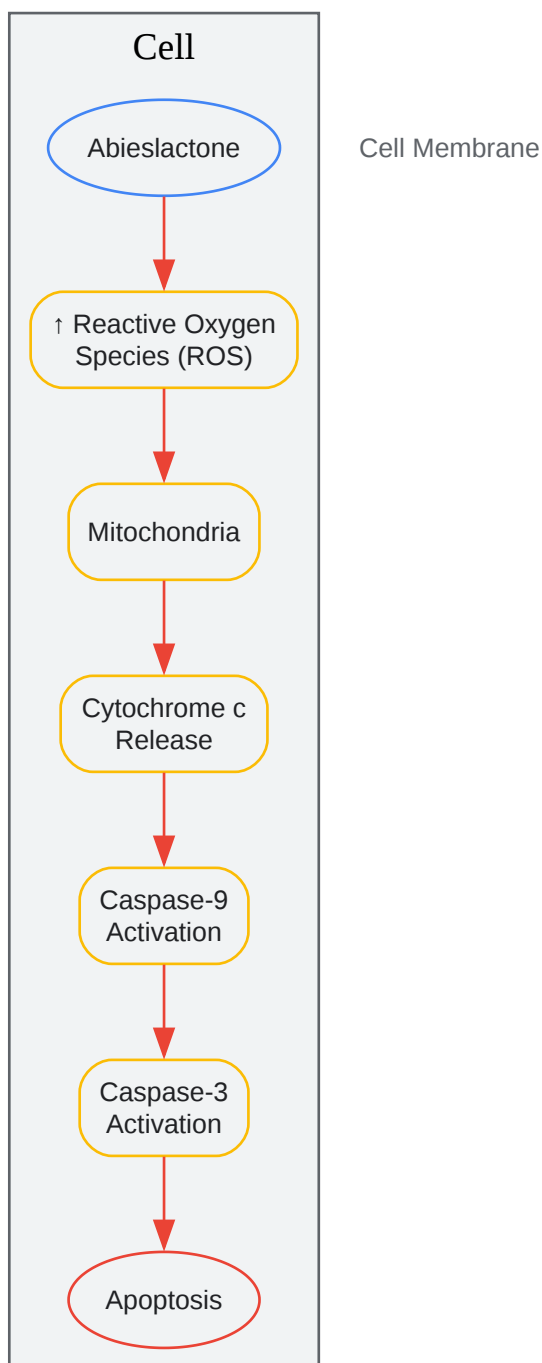 Cell
Abieslactone
Cell Membrane
↑ Reactive Oxygen
Species (ROS)
Mitochondria
Cytochrome c
Release
Caspase-9
Activation
Caspase-3
Activation
Apoptosis